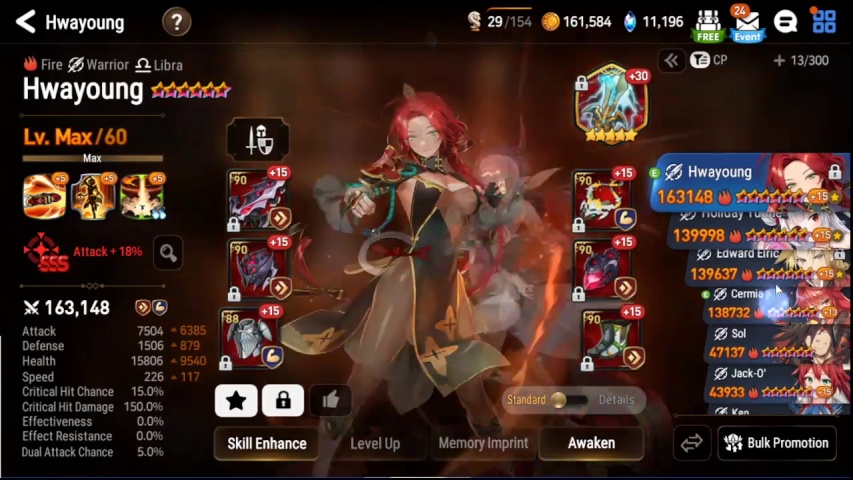 Hwayoung
?
29/154
161,584
11,196
FREE
24
Event
Fire Warrior Libra
Hwayoung
Lv. Max/60
Max
+5
+5
+5
SSS
Attack + 18%
163,148
Attack 7504 6385
Defense 1506 879
Health 15806 9540
Speed 226 117
Critical Hit Chance 15.0%
Critical Hit Damage 150.0%
Effectiveness 0.0%
Effect Resistance 0.0%
Dual Attack Chance 5.0%
90 +15
90 +15
88 +15
+30
90 +15
90 +15
90 +15
Standard
Details
Skill Enhance
Level Up
Memory Imprint
Awaken
CP
13/300
E Hwayoung
163148 +15
139998 +15
Edward Elric
139637 +15
E Cermia
138732 +15
Sol
47137
Jack-O'
43933
Ken
Bulk Promotion